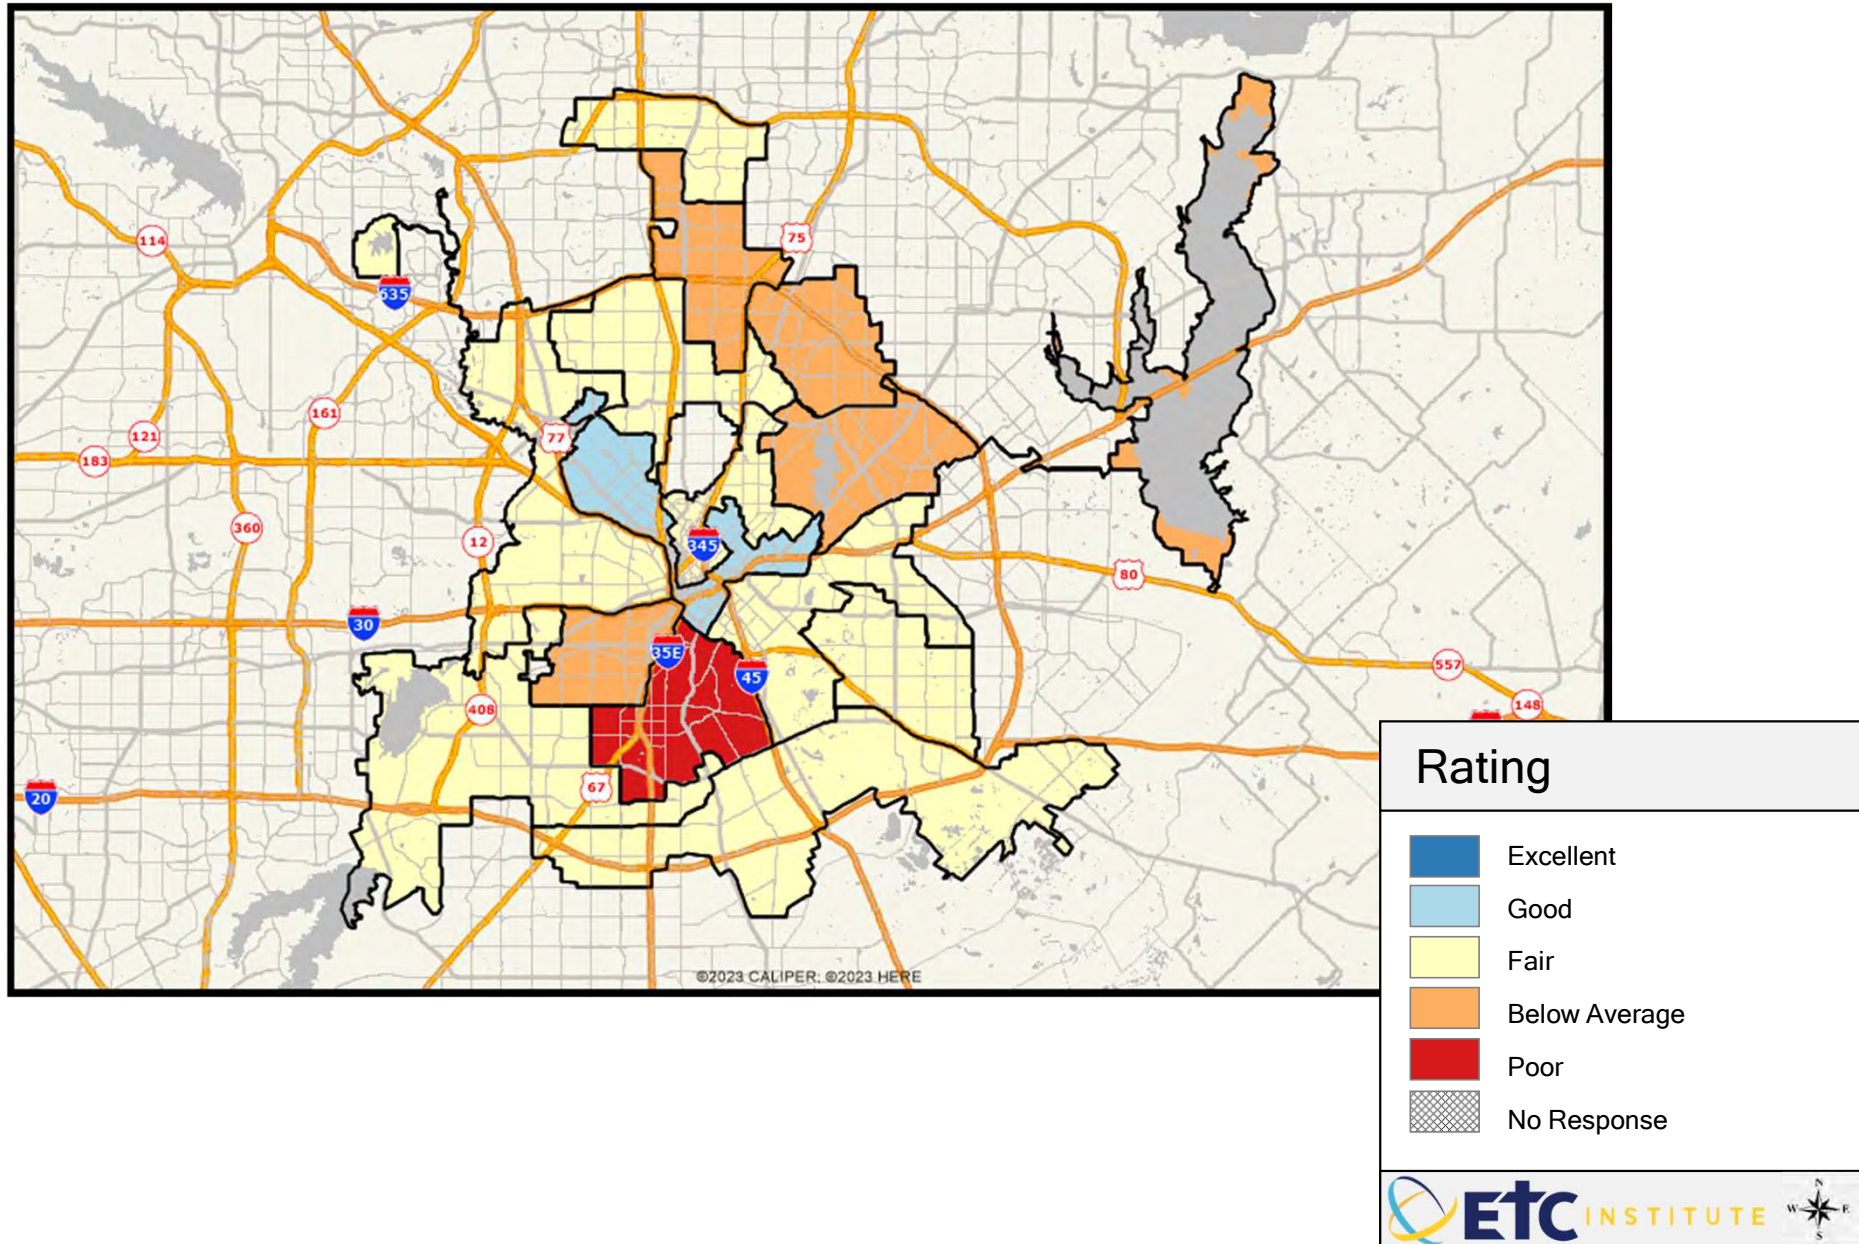 114
75
635
161
121
183
77
360
12
345
80
30
35E
45
557
408
148
67
20
©2023 CALIPER; ©2023 HERE
Rating
Excellent
Good
Fair
Below Average
Poor
No Response
N
W E
S
ETC INSTITUTE